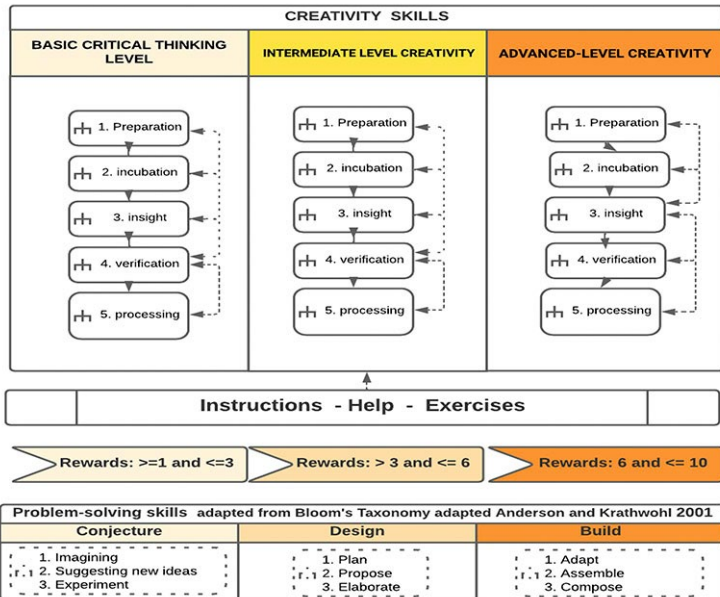 CREATIVITY SKILLS
BASIC CRITICAL THINKING
LEVEL
INTERMEDIATE LEVEL CREATIVITY
ADVANCED-LEVEL CREATIVITY
1. Preparation
2. incubation
3. insight
4. verification
5. processing
1. Preparation
2. incubation
3. insight
4. verification
5. processing
1. Preparation
2. incubation
3. insight
4. verification
5. processing
Instructions - Help - Exercises
Rewards: >=1 and <=3
Rewards: > 3 and <= 6
Rewards: 6 and <= 10
Problem-solving skills adapted from Bloom's Taxonomy adapted Anderson and Krathwohl 2001
Conjecture
Design
Build
1. Imagining
2. Suggesting new ideas
3. Experiment
1. Plan
2. Propose
3. Elaborate
1. Adapt
2. Assemble
3. Compose